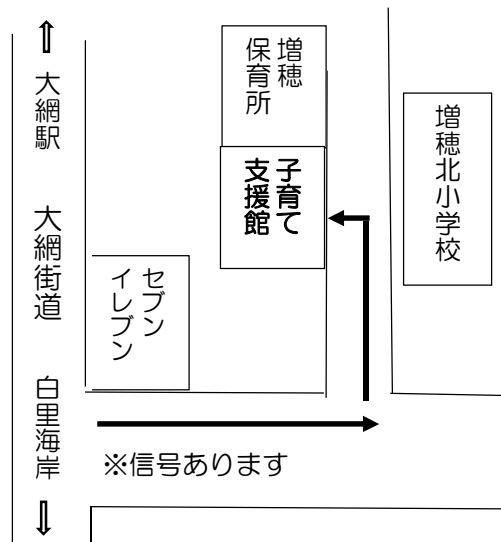 ⇧
大網駅
大網街道
白里海岸
⇩
増穂
保育所
子育て
支援館
セブン
イレブン
増穂北小学校
※信号あります